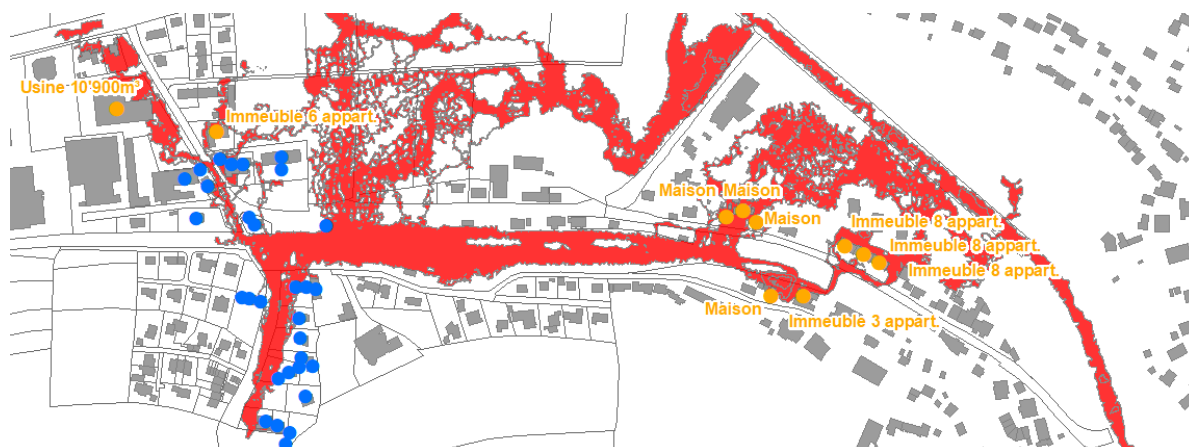 Usine 10'900m³
Immeuble 6 appart.
Maison
Maison
Maison
Immeuble 8 appart.
Immeuble 8 appart.
Immeuble 8 appart.
Maison
Immeuble 3 appart.